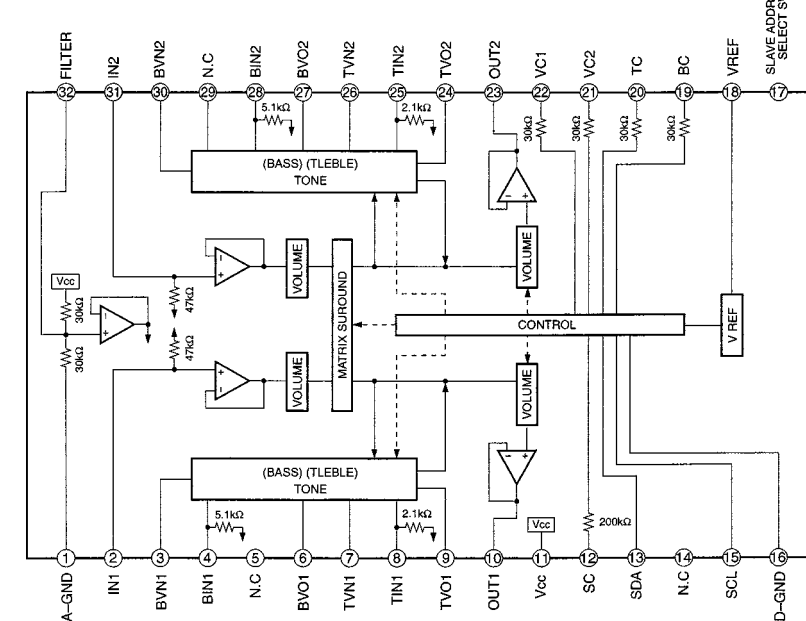 FILTER
IN2
BVN2
N.C
BIN2
BVO2
TVN2
TIN2
TVO2
OUT2
VC1
VC2
TC
BC
VREF
SLAVE ADDR
SELECT S
32
31
30
29
28
27
26
25
24
23
22
21
20
19
18
17
5.1kΩ
2.1kΩ
30kΩ
30kΩ
30kΩ
30kΩ
(BASS) (TLEBLE)
TONE
VOLUME
VOLUME
Vcc
30kΩ
30kΩ
47kΩ
47kΩ
MATRIX SUROUND
CONTROL
V REF
VOLUME
VOLUME
(BASS) (TLEBLE)
TONE
5.1kΩ
2.1kΩ
Vcc
200kΩ
1
2
3
4
5
6
7
8
9
10
11
12
13
14
15
16
A-GND
IN1
BVN1
BIN1
N.C
BVO1
TVN1
TIN1
TVO1
OUT1
Vcc
SC
SDA
N.C
SCL
D-GND